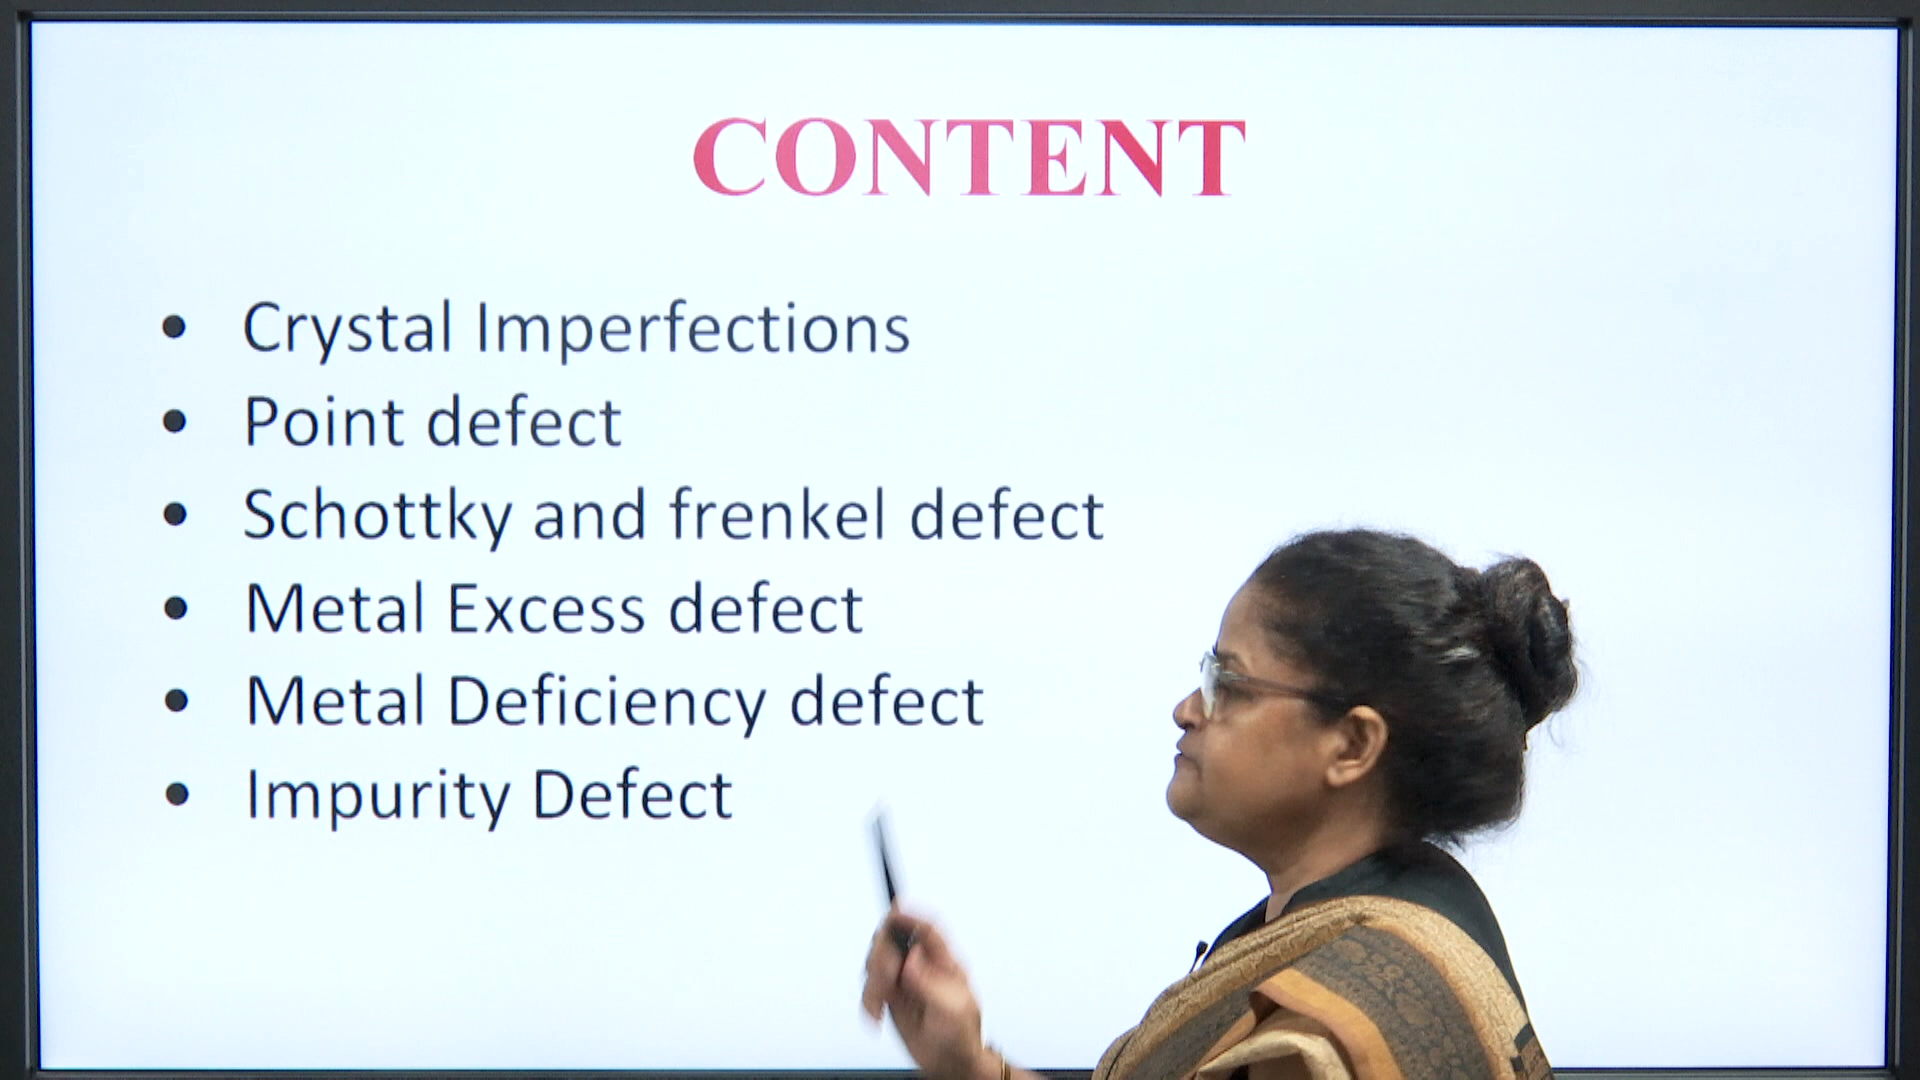 CONTENT
• Crystal Imperfections
• Point defect
• Schottky and frenkel defect
• Metal Excess defect
• Metal Deficiency defect
• Impurity Defect